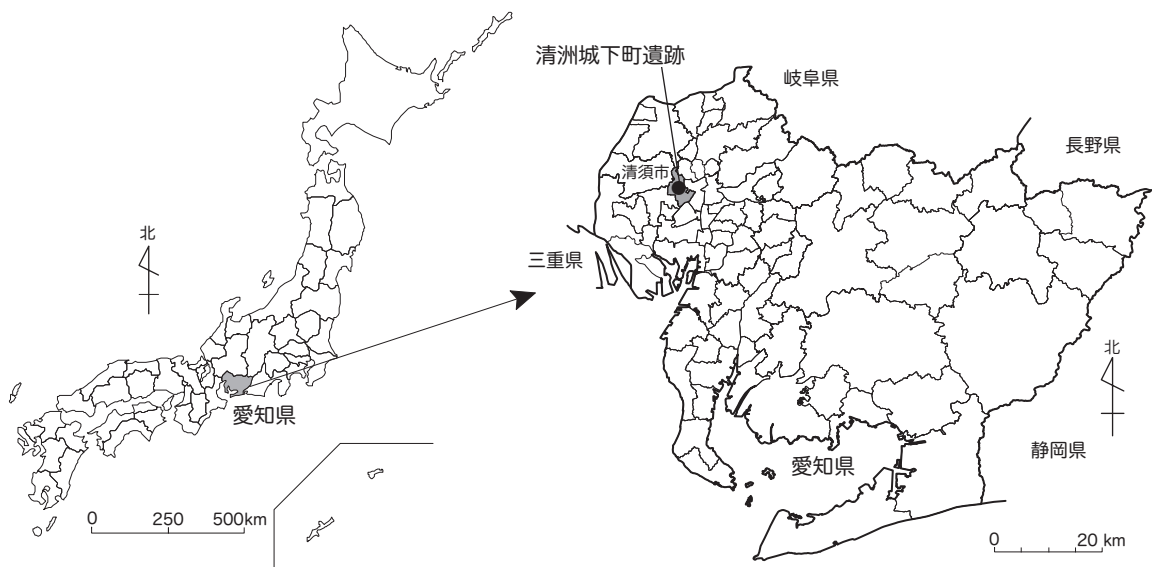 北
愛知県
0 250 500km
清洲城下町遺跡
岐阜県
長野県
清須市
三重県
北
愛知県
静岡県
0 20 km